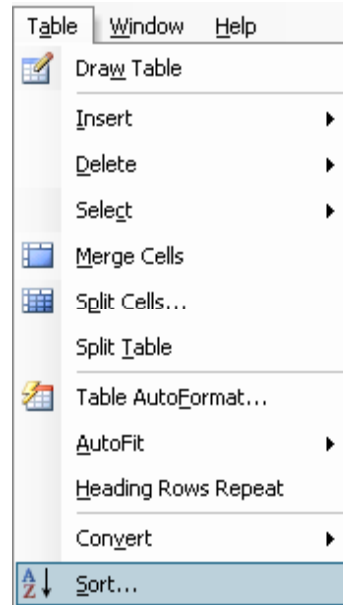 Table Window Help
Draw Table
Insert
Delete
Select
Merge Cells
Split Cells...
Split Table
Table AutoFormat...
AutoFit
Heading Rows Repeat
Convert
A
Z Sort...